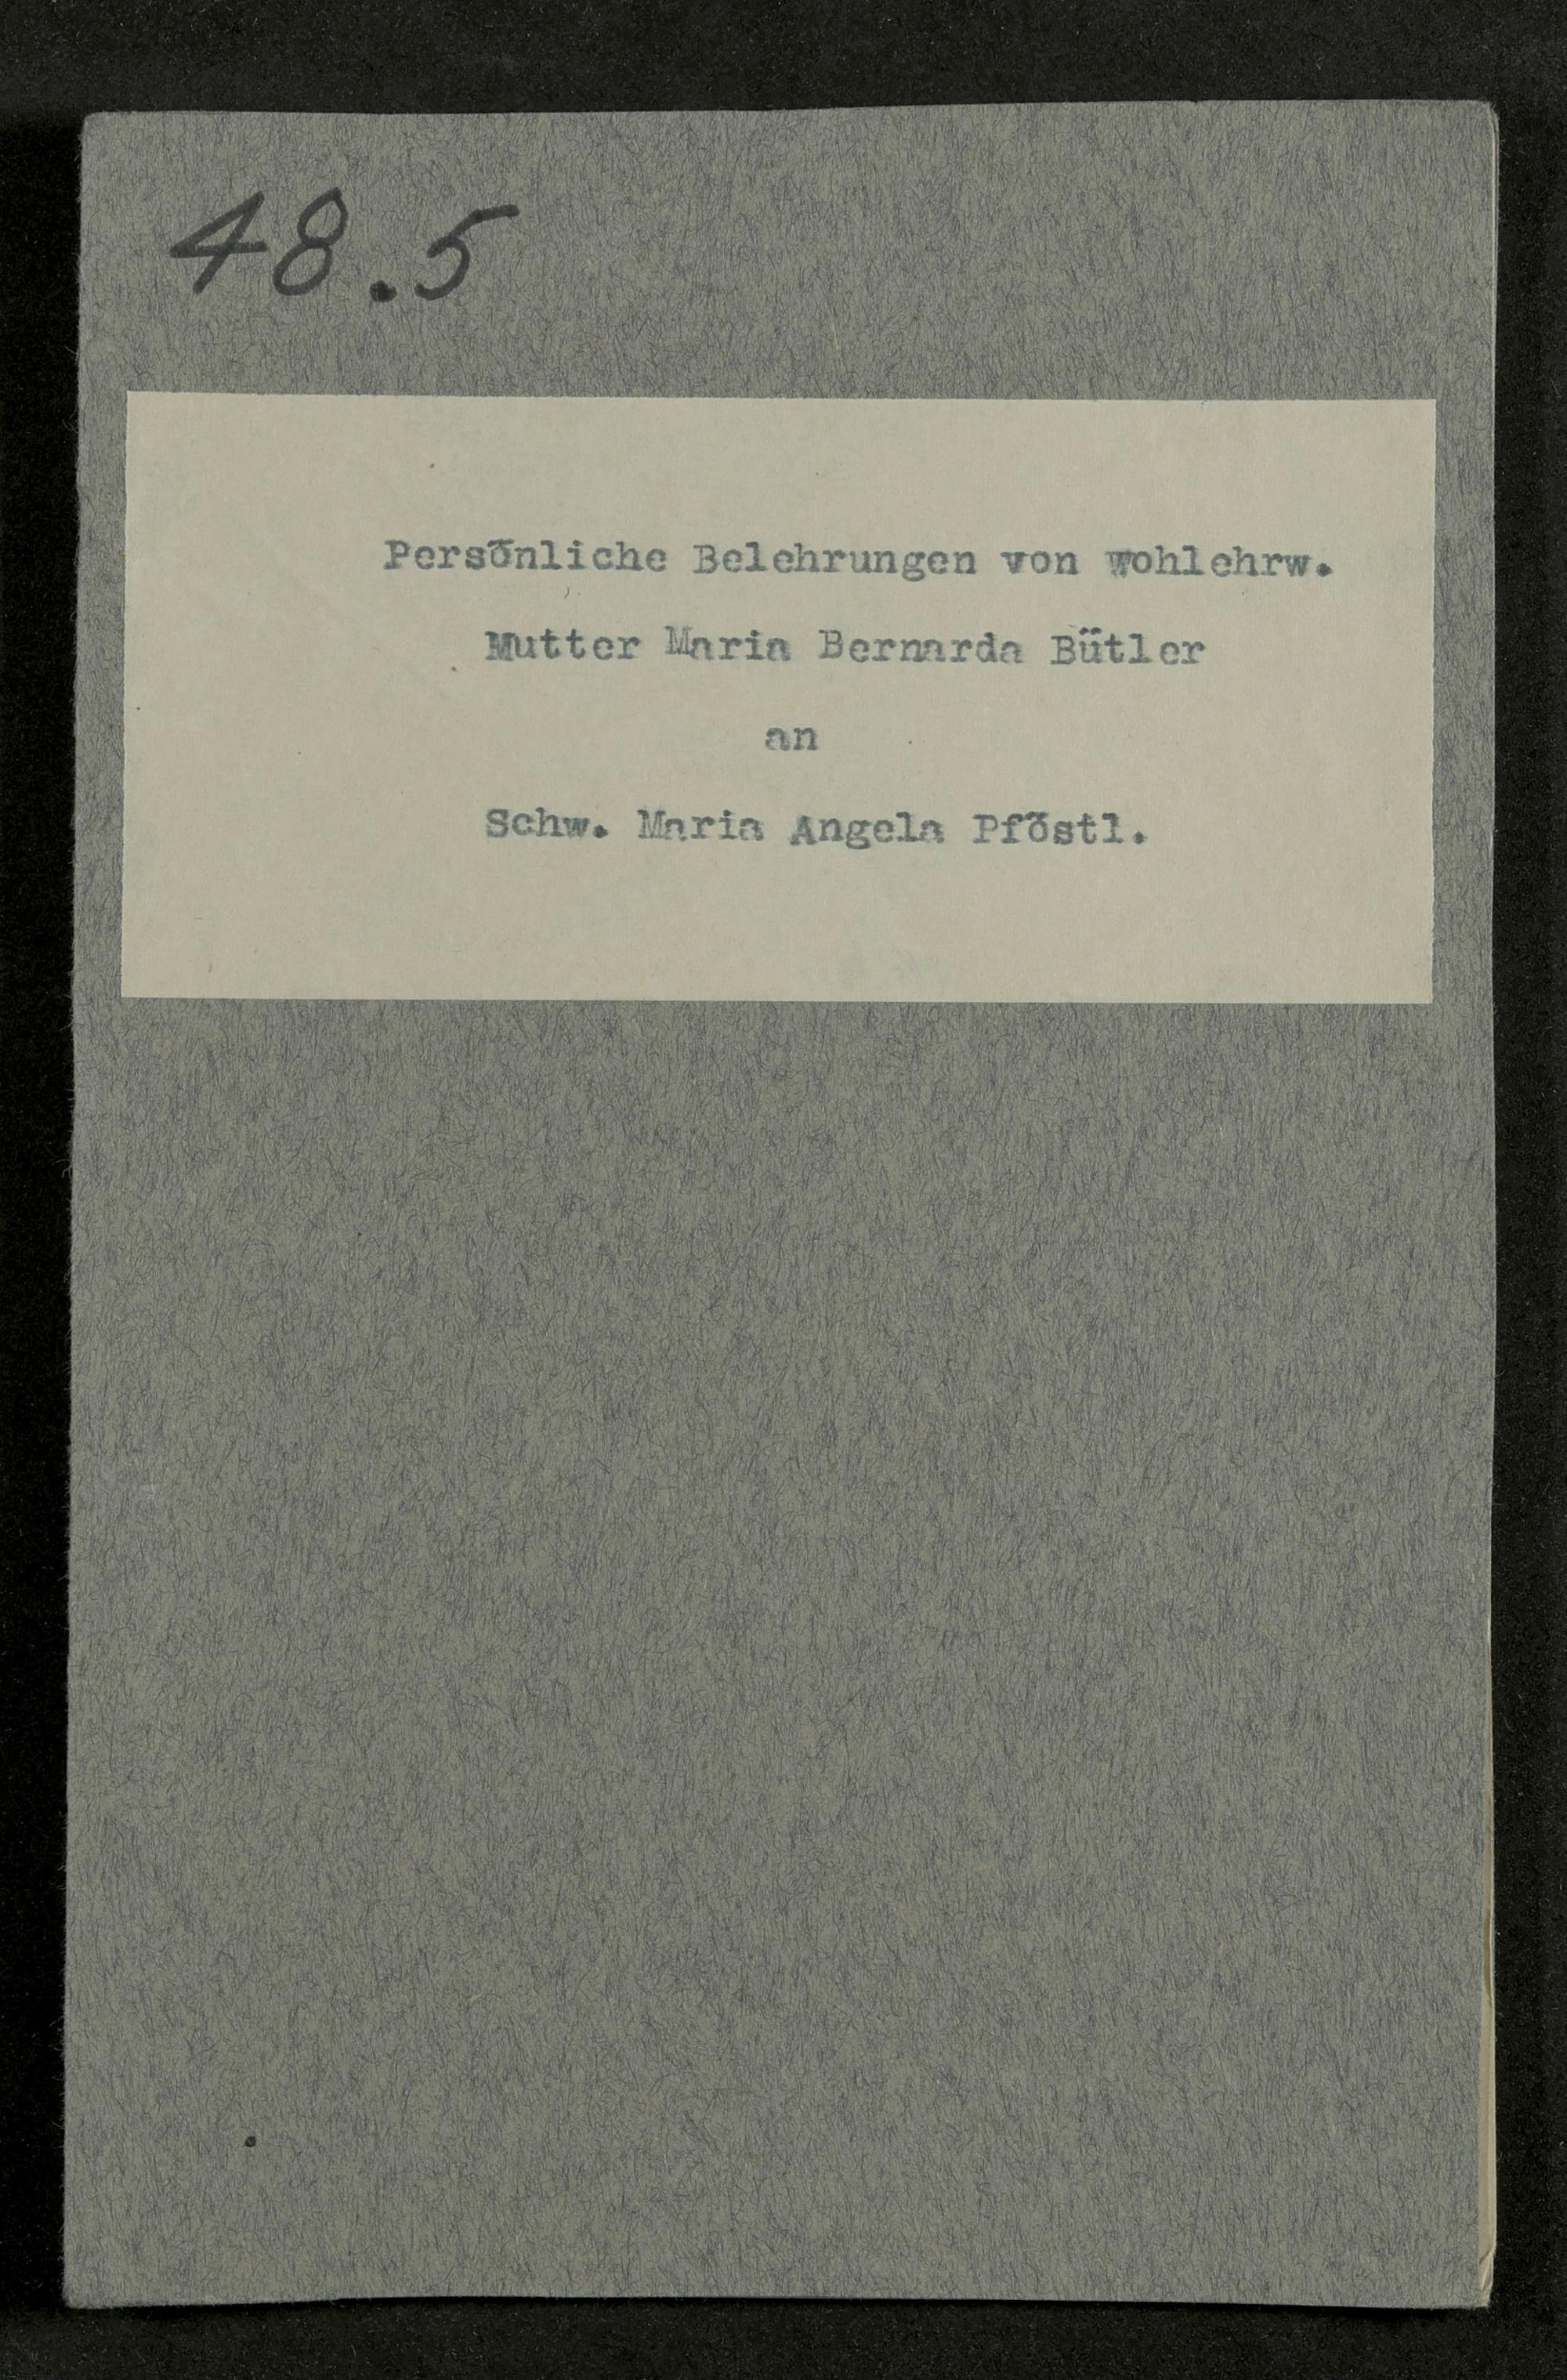 48.5
Persönliche Belehrungen von wohlehrw.
Mutter Maria Bernarda Bütler
an
Schw. Maria Angela Pföstl.